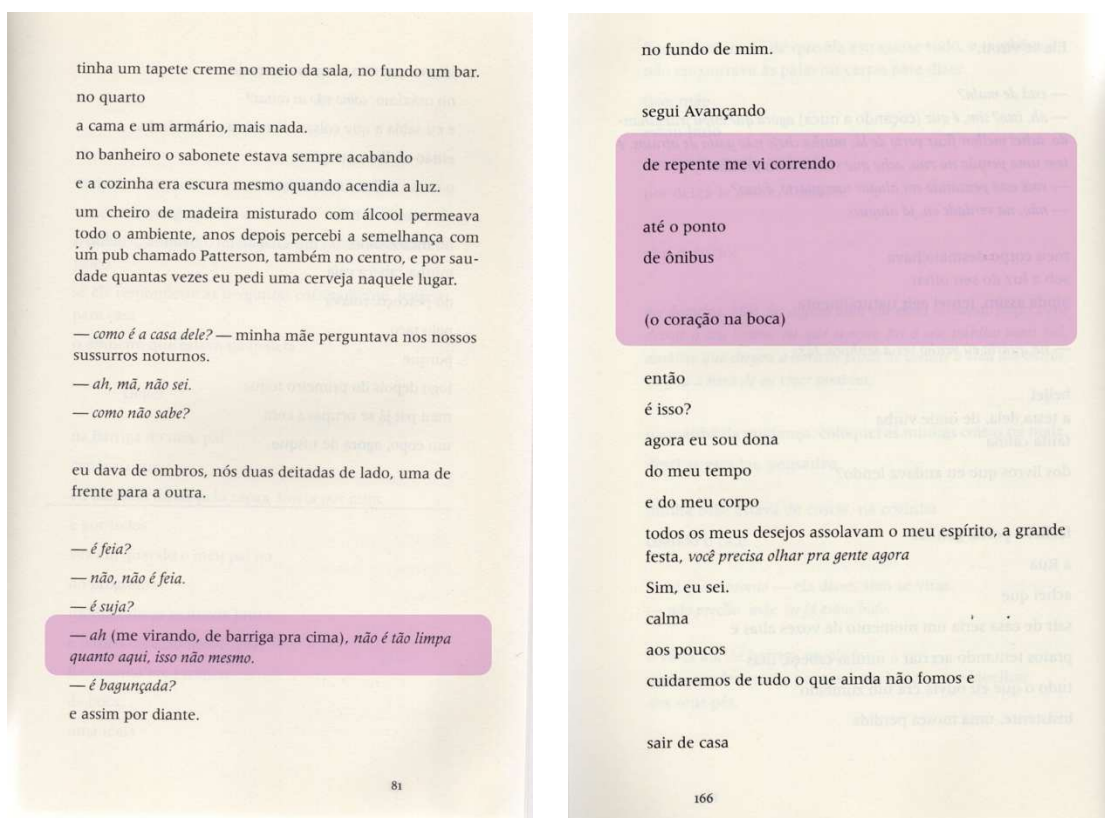 tinha um tapete creme no meio da sala, no fundo um bar.
no quarto
a cama e um armário, mais nada.
no banheiro o sabonete estava sempre acabando
e a cozinha era escura mesmo quando acendia a luz.
um cheiro de madeira misturado com álcool permeava
todo o ambiente, anos depois percebi a semelhança com
um pub chamado Patterson, também no centro, e por sau-
dade quantas vezes eu pedi uma cerveja naquele lugar.
— como é a casa dele? — minha mãe perguntava nos nossos
sussurros noturnos.
— ah, mã, não sei.
— como não sabe?
eu dava de ombros, nós duas deitadas de lado, uma de
frente para a outra.
— é feia?
— não, não é feia.
— é suja?
— ah (me virando, de barriga pra cima), não é tão limpa
quanto aqui, isso não mesmo.
— é bagunçada?
e assim por diante.
81
no fundo de mim.
segui Avançando
de repente me vi correndo
até o ponto
de ônibus
(o coração na boca)
então
é isso?
agora eu sou dona
do meu tempo
e do meu corpo
todos os meus desejos assolavam o meu espírito, a grande
festa, você precisa olhar pra gente agora
Sim, eu sei.
calma
aos poucos
cuidaremos de tudo o que ainda não fomos e
sair de casa
166